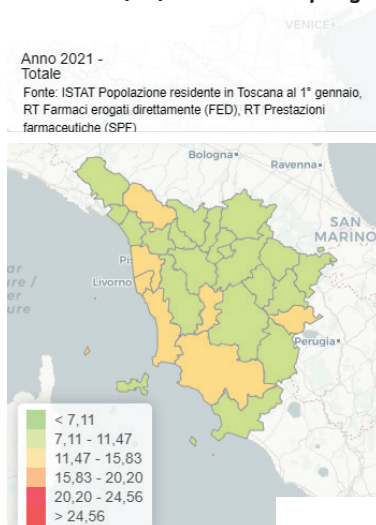 VENICE
Anno 2021 -
Totale
Fonte: ISTAT Popolazione residente in Toscana al 1° gennaio,
RT Farmaci erogati direttamente (FED), RT Prestazioni
farmaceutiche (SPF)
Bologna
Ravenna
SAN
MARINO
Livorno
Perugia
< 7,11
7,11 - 11,47
11,47 - 15,83
15,83 - 20,20
20,20 - 24,56
> 24,56